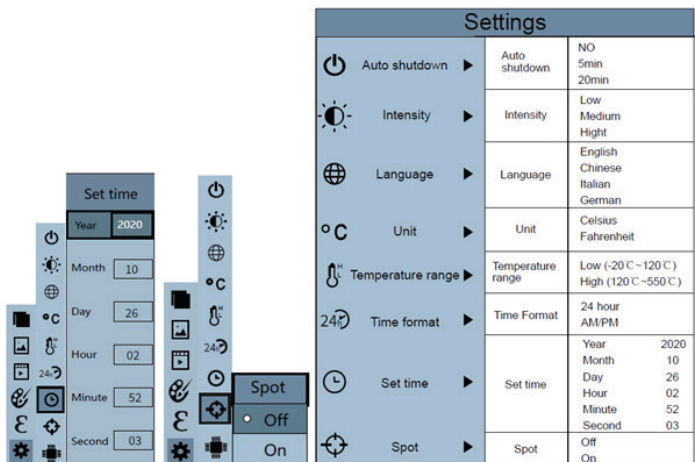 Set time
Year 2020
Month 10
Day 26
Hour 02
Minute 52
Second 03
°C
24h
ε
°C
H
L
24h
ε
Spot
Off
On
Settings
Auto shutdown
Auto
shutdown
NO
5min
20min
Intensity
Intensity
Low
Medium
Hight
Language
Language
English
Chinese
Italian
German
°C Unit
Unit
Celsius
Fahrenheit
H
L
Temperature range
Temperature
range
Low (-20℃~120℃)
High (120℃~550℃)
24h Time format
Time Format
24 hour
AM/PM
Set time
Set time
Year 2020
Month 10
Day 26
Hour 02
Minute 52
Second 03
Spot
Spot
Off
On